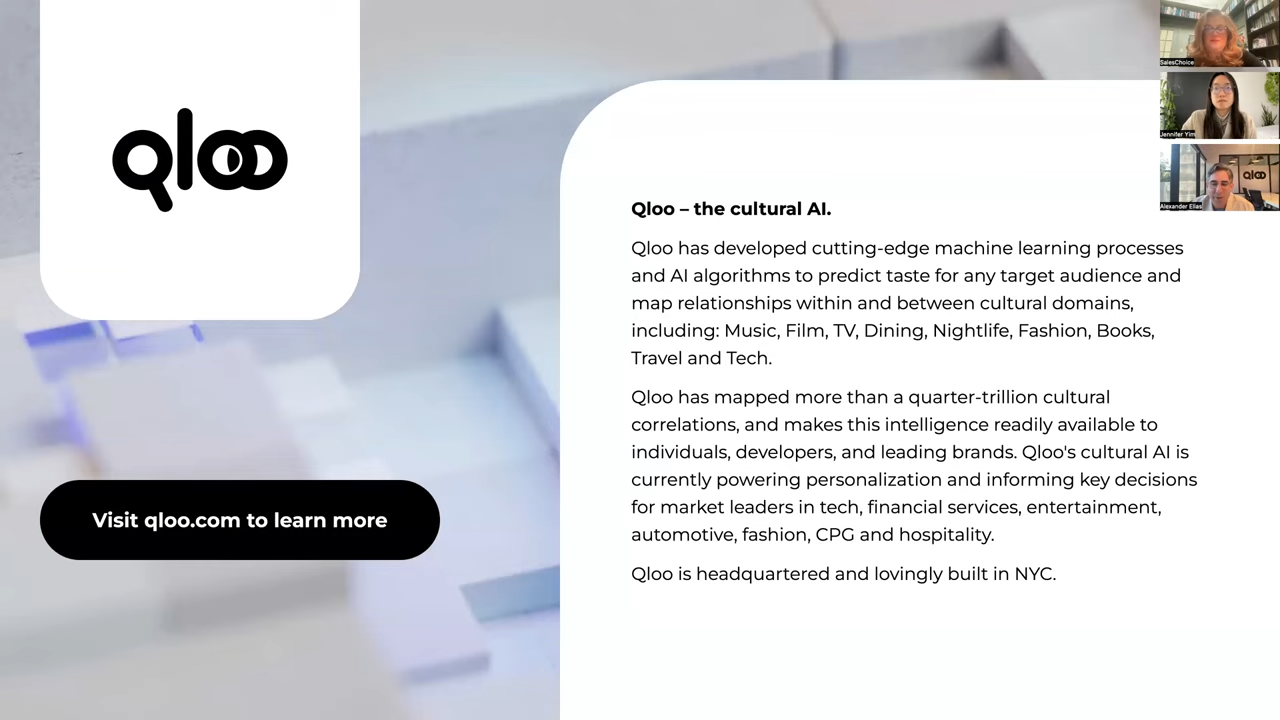 qloo
SalesChoice
Jennifer Yim
qloo
Alexander Elias
Qloo – the cultural AI.
Qloo has developed cutting-edge machine learning processes
and AI algorithms to predict taste for any target audience and
map relationships within and between cultural domains,
including: Music, Film, TV, Dining, Nightlife, Fashion, Books,
Travel and Tech.
Qloo has mapped more than a quarter-trillion cultural
correlations, and makes this intelligence readily available to
individuals, developers, and leading brands. Qloo's cultural AI is
currently powering personalization and informing key decisions
for market leaders in tech, financial services, entertainment,
automotive, fashion, CPG and hospitality.
Qloo is headquartered and lovingly built in NYC.
Visit qloo.com to learn more